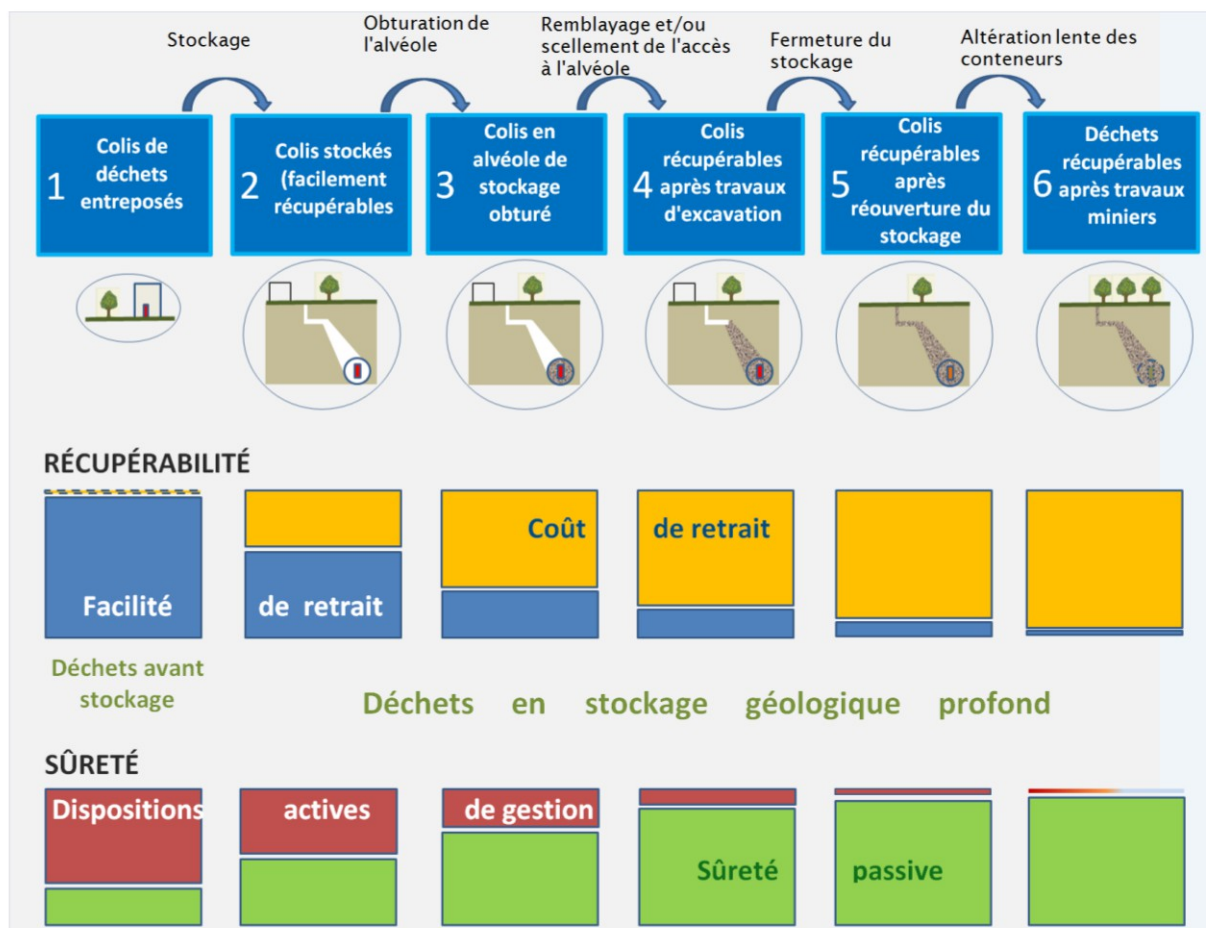 Stockage
Obturation de
l'alvéole
Remblayage et/ou
scellement de l'accès
à l'alvéole
Fermeture du
stockage
Altération lente des
conteneurs
1
Colis de
déchets
entreposés
2
Colis stockés
(facilement
récupérables
3
Colis en
alvéole de
stockage
obturé
4
Colis
récupérables
après travaux
d'excavation
5
Colis
récupérables
après
réouverture du
stockage
6
Déchets
récupérables
après travaux
miniers
RÉCUPÉRABILITÉ
Coût de retrait
Facilité de retrait
Déchets avant
stockage
Déchets en stockage géologique profond
SÛRETÉ
Dispositions actives de gestion
Sûreté passive